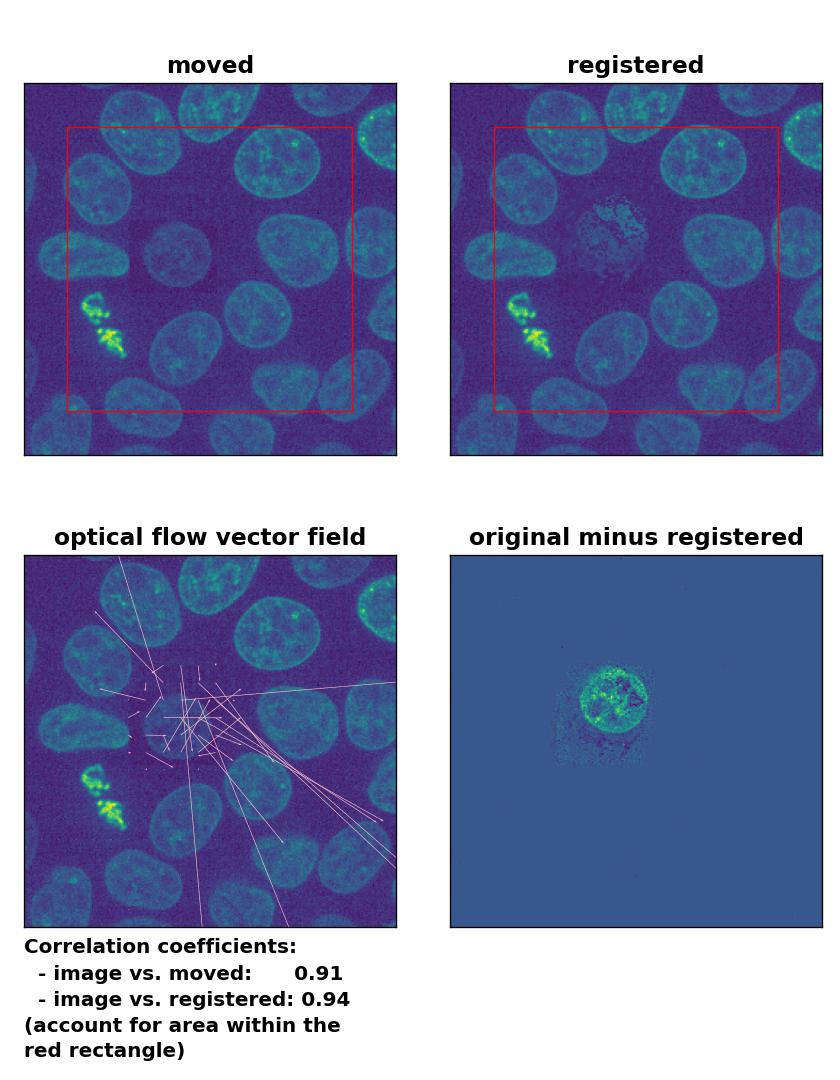 moved
registered
optical flow vector field
original minus registered
Correlation coefficients:
- image vs. moved: 0.91
- image vs. registered: 0.94
(account for area within the
red rectangle)